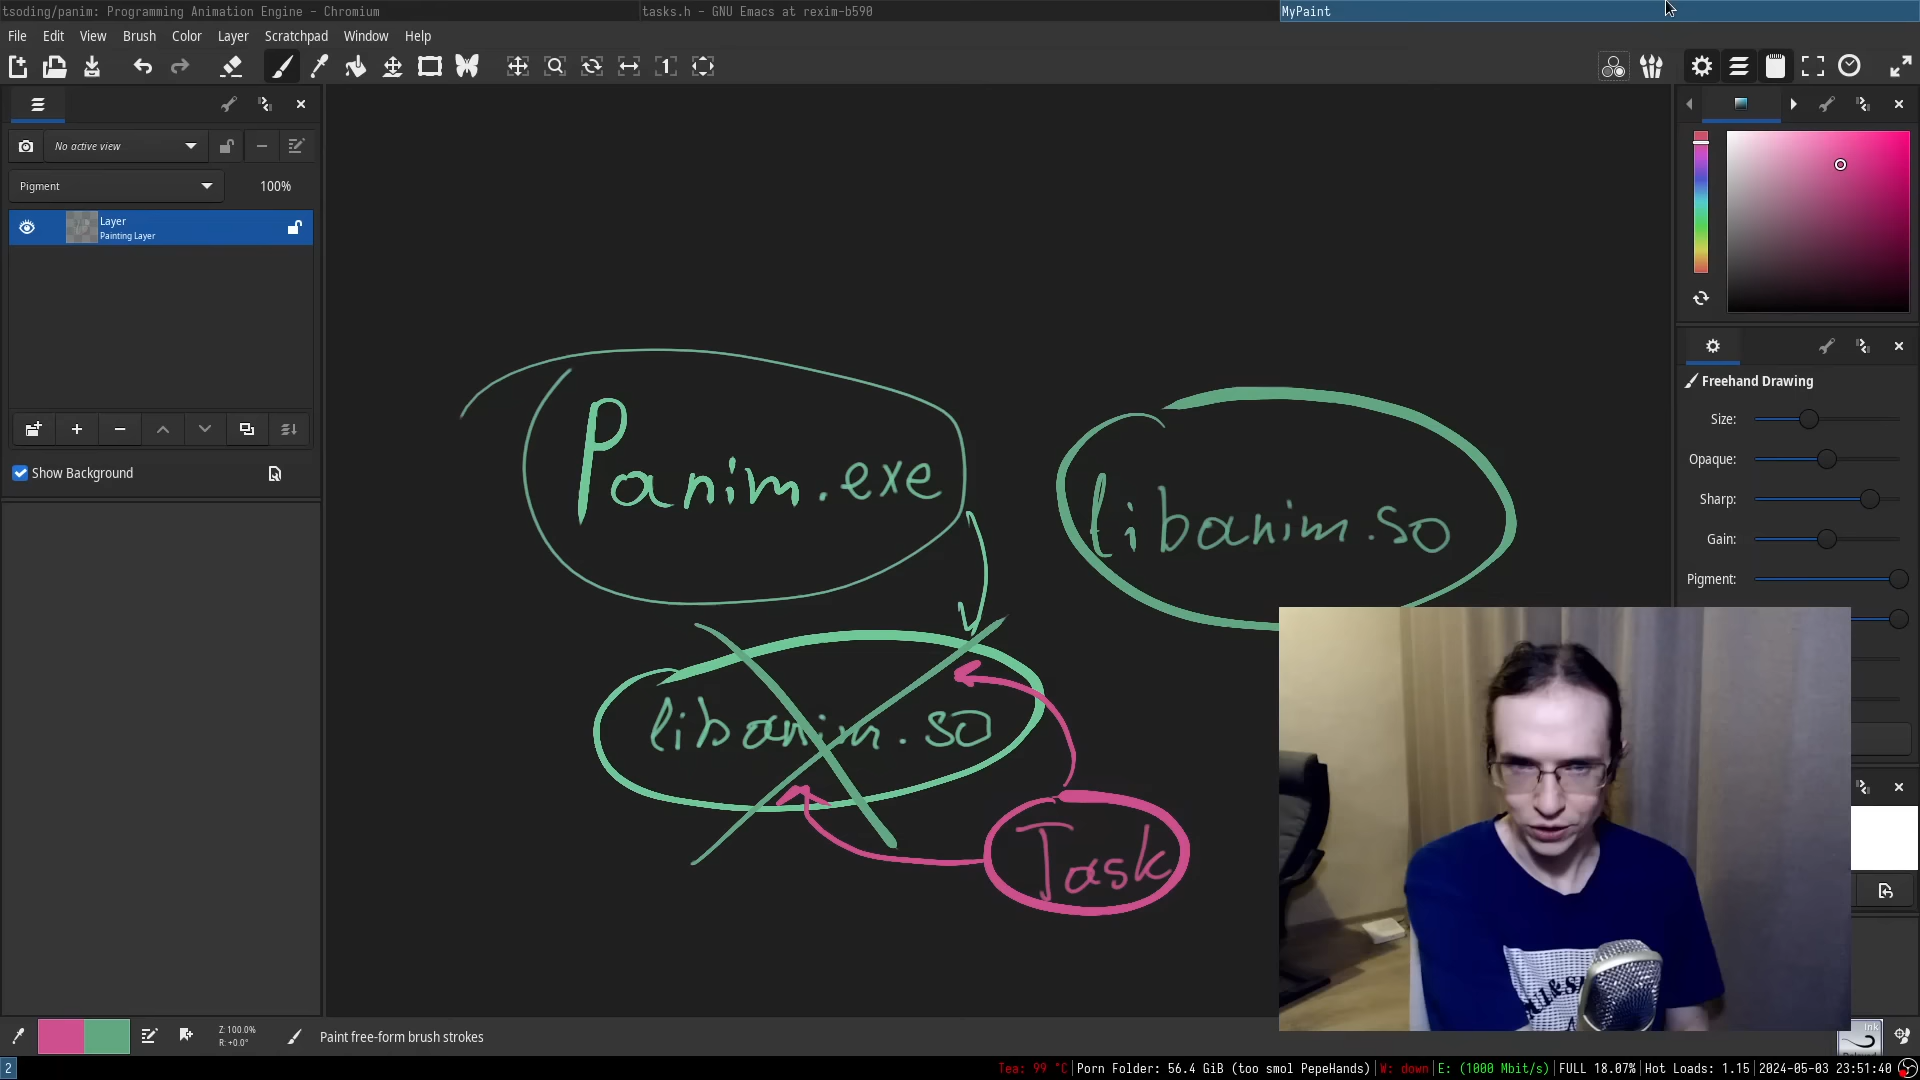 tsoding/panim: Programming Animation Engine - Chromium
tasks.h - GNU Emacs at rexim-b590
MyPaint
File Edit View Brush Color Layer Scratchpad Window Help
No active view
Pigment 100%
Layer
Painting Layer
Show Background
Panim.exe
libanim.so
libanim.so
Task
Freehand Drawing
Size:
Opaque:
Sharp:
Gain:
Pigment:
Z: 100.0%
R: +0.0°
Paint free-form brush strokes
Ink
2
Tea: 99 °C|Porn Folder: 56.4 GiB (too smol PepeHands)|W: down|E: (1000 Mbit/s)|FULL 18.07%|Hot Loads: 1.15|2024-05-03 23:51:40